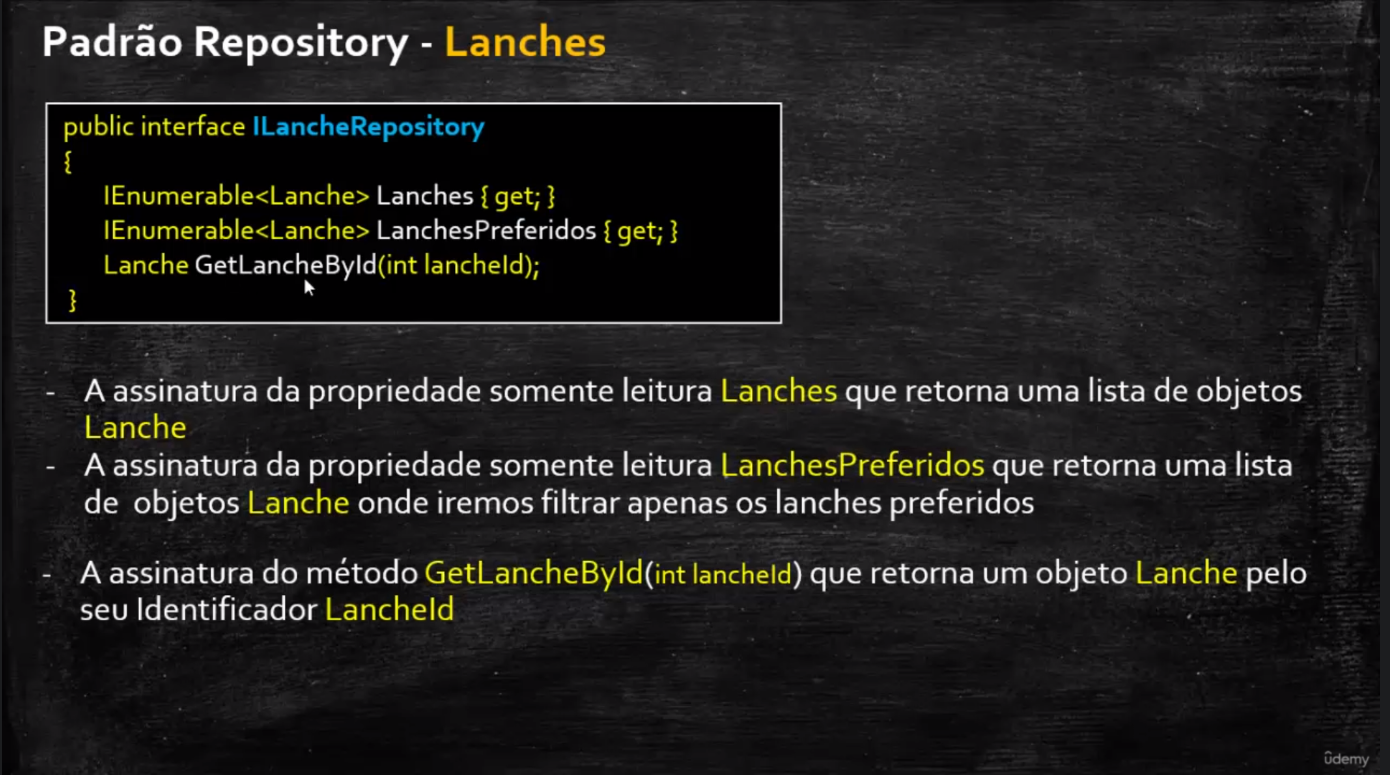 Padrão Repository - Lanches
public interface ILancheRepository
{
IEnumerable<Lanche> Lanches { get; }
IEnumerable<Lanche> LanchesPreferidos { get; }
Lanche GetLancheById(int lancheId);
}
- A assinatura da propriedade somente leitura Lanches que retorna uma lista de objetos
Lanche
- A assinatura da propriedade somente leitura LanchesPreferidos que retorna uma lista
de objetos Lanche onde iremos filtrar apenas os lanches preferidos
- A assinatura do método GetLancheById(int lancheId) que retorna um objeto Lanche pelo
seu Identificador LancheId
ûdemy